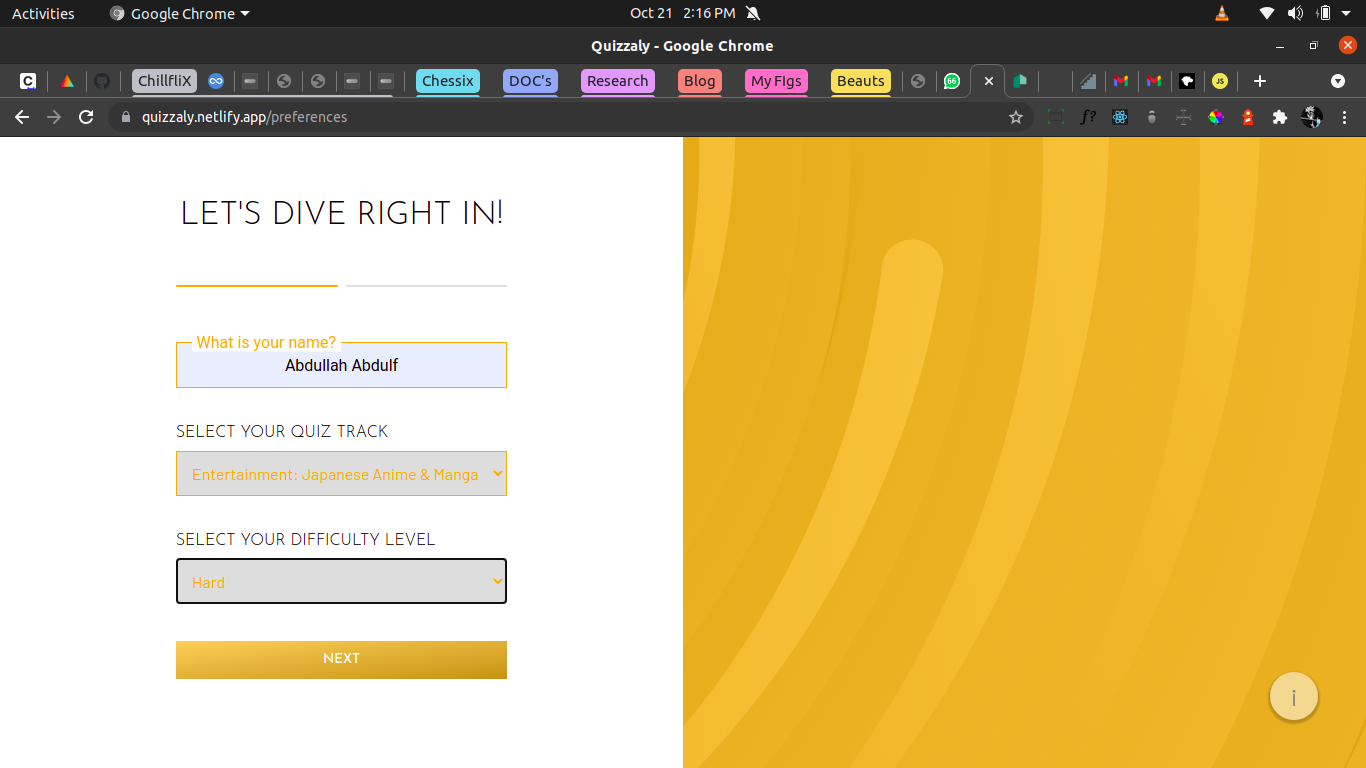 Activities Google Chrome Oct 21 2:16 PM
Quizzaly - Google Chrome
C ChillfliX Chessix DOC's Research Blog My FIgs Beauts 66 JS
quizzaly.netlify.app/preferences f?
LET'S DIVE RIGHT IN!
What is your name?
Abdullah Abdulf
SELECT YOUR QUIZ TRACK
Entertainment: Japanese Anime & Manga
SELECT YOUR DIFFICULTY LEVEL
Hard
NEXT
i